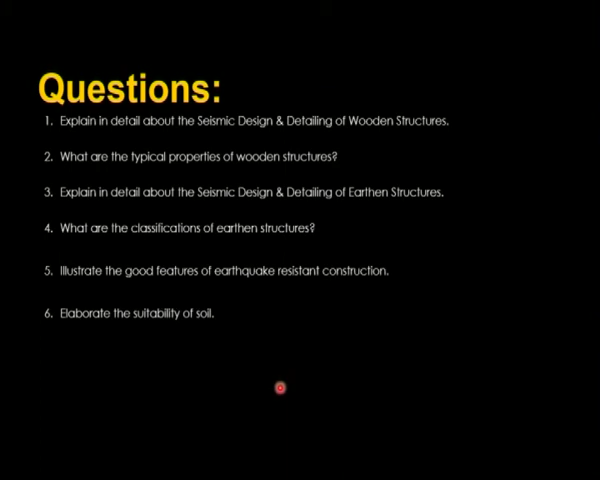 Questions:
1. Explain in detail about the Seismic Design & Detailing of Wooden Structures.
2. What are the typical properties of wooden structures?
3. Explain in detail about the Seismic Design & Detailing of Earthen Structures.
4. What are the classifications of earthen structures?
5. Illustrate the good features of earthquake resistant construction.
6. Elaborate the suitability of soil.